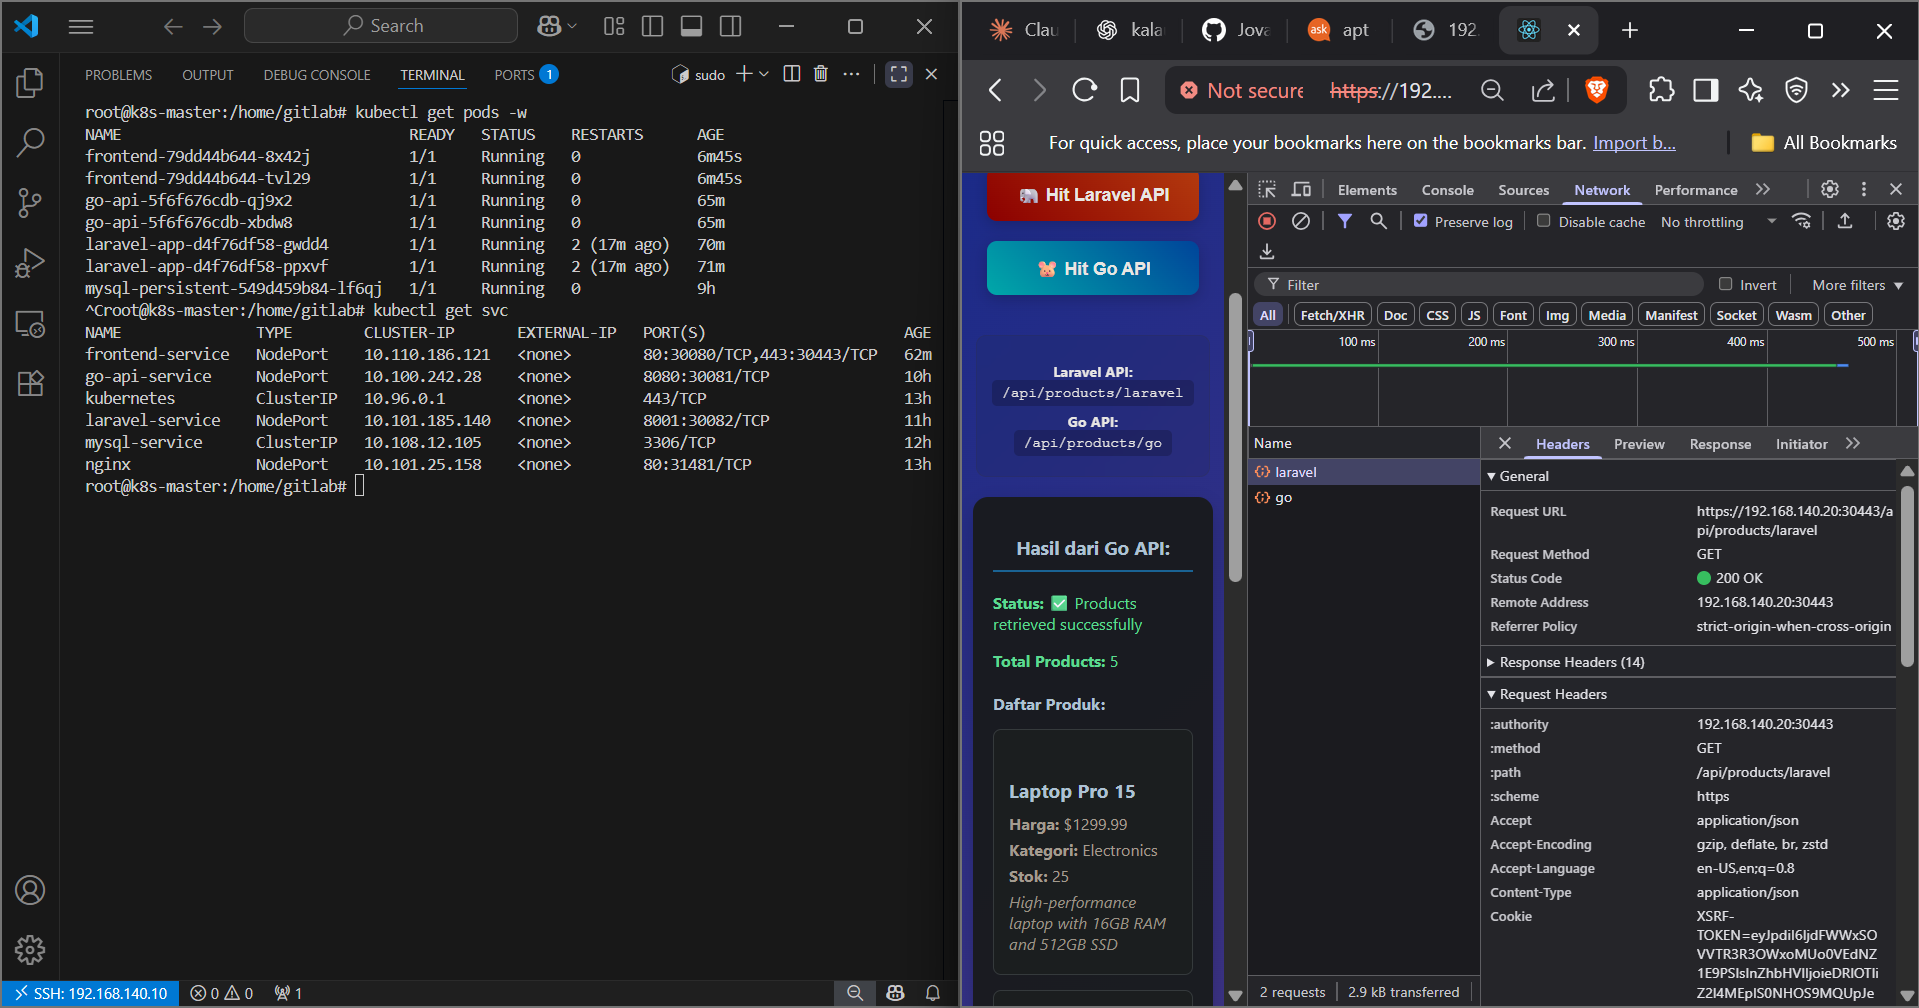 Search
PROBLEMS OUTPUT DEBUG CONSOLE TERMINAL PORTS 1
sudo
root@k8s-master:/home/gitlab# kubectl get pods -w
NAME READY STATUS RESTARTS AGE
frontend-79dd44b644-8x42j 1/1 Running 0 6m45s
frontend-79dd44b644-tvl29 1/1 Running 0 6m45s
go-api-5f6f676cdb-qj9x2 1/1 Running 0 65m
go-api-5f6f676cdb-xbdw8 1/1 Running 0 65m
laravel-app-d4f76df58-gwdd4 1/1 Running 2 (17m ago) 70m
laravel-app-d4f76df58-ppxvf 1/1 Running 2 (17m ago) 71m
mysql-persistent-549d459b84-lf6qj 1/1 Running 0 9h
^Croot@k8s-master:/home/gitlab# kubectl get svc
NAME TYPE CLUSTER-IP EXTERNAL-IP PORT(S) AGE
frontend-service NodePort 10.110.186.121 <none> 80:30080/TCP,443:30443/TCP 62m
go-api-service NodePort 10.100.242.28 <none> 8080:30081/TCP 10h
kubernetes ClusterIP 10.96.0.1 <none> 443/TCP 13h
laravel-service NodePort 10.101.185.140 <none> 8001:30082/TCP 11h
mysql-service ClusterIP 10.108.12.105 <none> 3306/TCP 12h
nginx NodePort 10.101.25.158 <none> 80:31481/TCP 13h
root@k8s-master:/home/gitlab#
SSH: 192.168.140.10 0 0 1
Clau kala Jova ask apt 192.
Not secure https://192....
For quick access, place your bookmarks here on the bookmarks bar. Import b... All Bookmarks
Hit Laravel API
Hit Go API
Laravel API:
/api/products/laravel
Go API:
/api/products/go
Hasil dari Go API:
Status: ✅ Products
retrieved successfully
Total Products: 5
Daftar Produk:
Laptop Pro 15
Harga: $1299.99
Kategori: Electronics
Stok: 25
High-performance
laptop with 16GB RAM
and 512GB SSD
Elements Console Sources Network Performance
Preserve log Disable cache No throttling
Filter Invert More filters
All Fetch/XHR Doc CSS JS Font Img Media Manifest Socket Wasm Other
100 ms 200 ms 300 ms 400 ms 500 ms
Name
laravel
go
2 requests 2.9 kB transferred
Headers Preview Response Initiator
General
Request URL https://192.168.140.20:30443/a
pi/products/laravel
Request Method GET
Status Code 200 OK
Remote Address 192.168.140.20:30443
Referrer Policy strict-origin-when-cross-origin
Response Headers (14)
Request Headers
:authority 192.168.140.20:30443
:method GET
:path /api/products/laravel
:scheme https
Accept application/json
Accept-Encoding gzip, deflate, br, zstd
Accept-Language en-US,en;q=0.8
Content-Type application/json
Cookie XSRF-